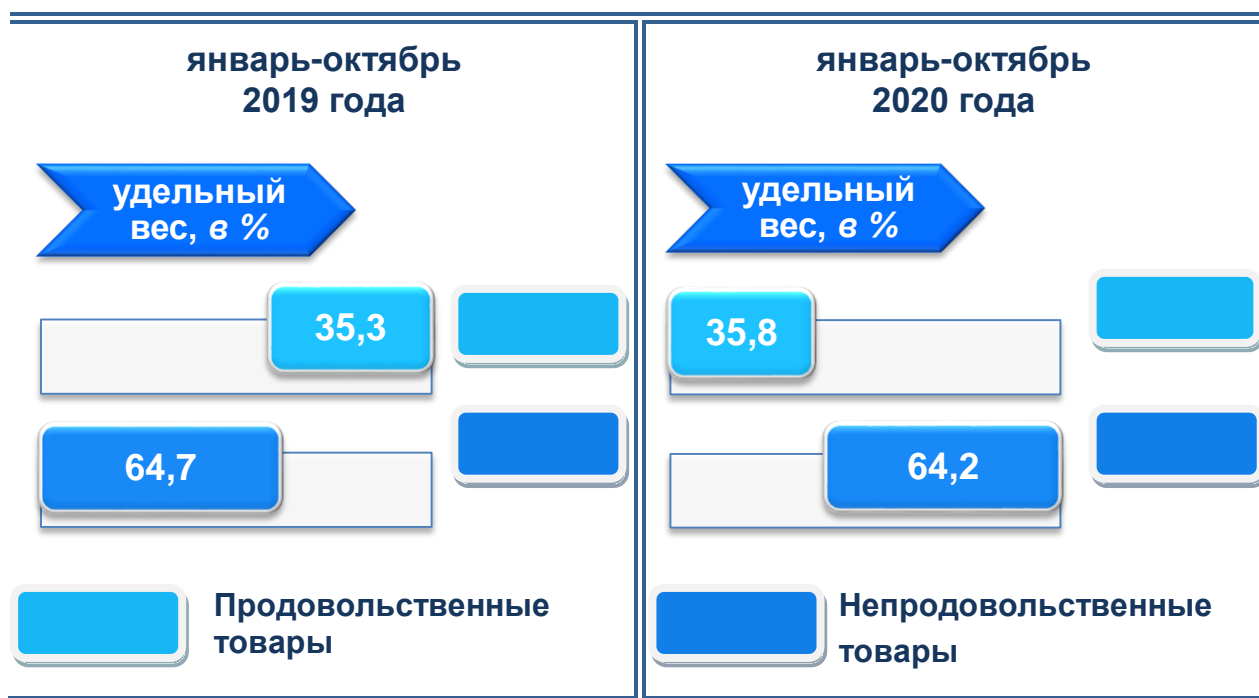 январь-октябрь
2019 года
удельный
вес, в %
35,3
64,7
январь-октябрь
2020 года
удельный
вес, в %
35,8
64,2
Продовольственные
товары
Непродовольственные
товары